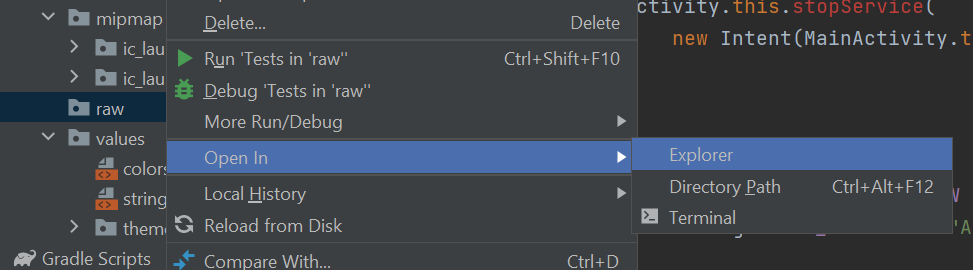 mipmap
ic_lau
ic_lau
raw
values
colors
string
theme
Gradle Scripts
Delete... Delete
Run 'Tests in 'raw'' Ctrl+Shift+F10
Debug 'Tests in 'raw''
More Run/Debug
Open In
Local History
Reload from Disk
Compare With... Ctrl+D
Explorer
Directory Path Ctrl+Alt+F12
Terminal
ctivity.this.stopService(
new Intent(MainActivity.t
'A